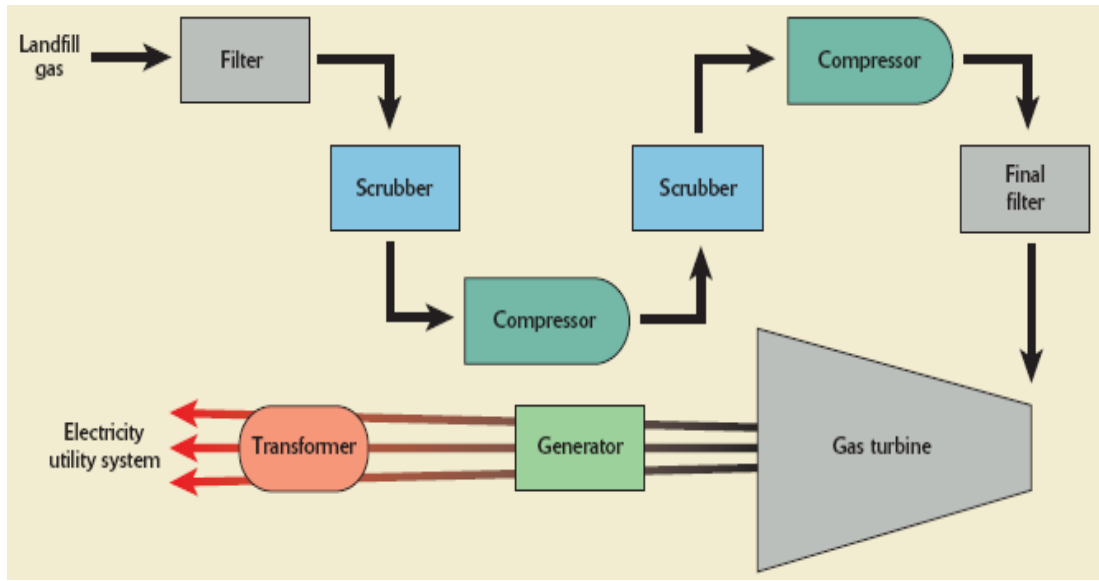 Landfill
gas
Filter
Scrubber
Compressor
Scrubber
Compressor
Final
filter
Gas turbine
Generator
Transformer
Electricity
utility system